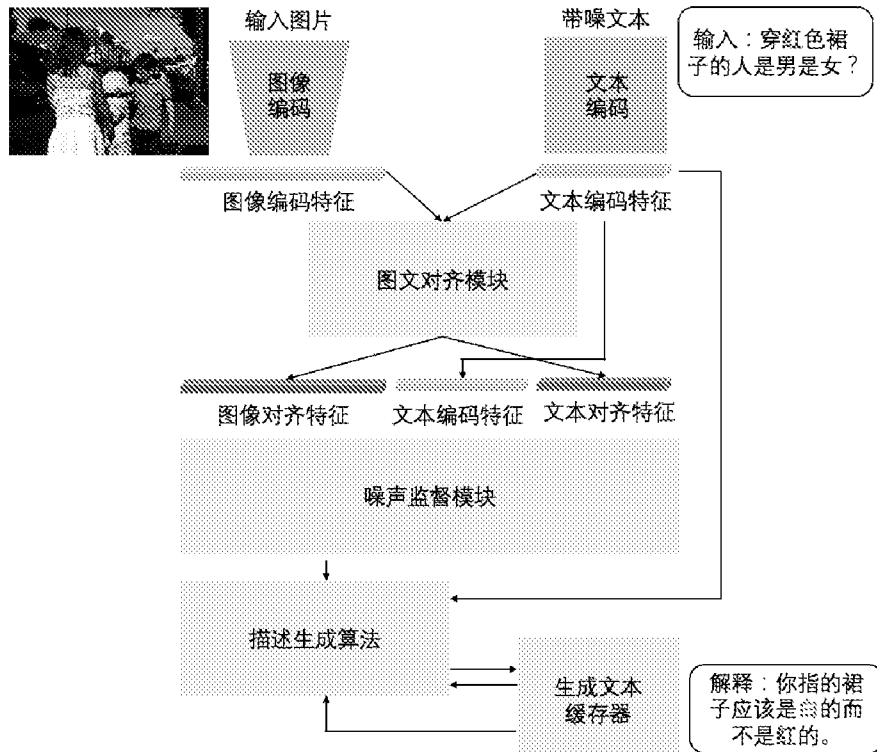 输入图片
带噪文本
输入：穿红色裙
子的人是男是女？
图像
编码
文本
编码
图像编码特征
文本编码特征
图文对齐模块
图像对齐特征
文本编码特征
文本对齐特征
噪声监督模块
描述生成算法
生成文本
缓存器
解释：你指的裙
子应该是的而
不是红的。